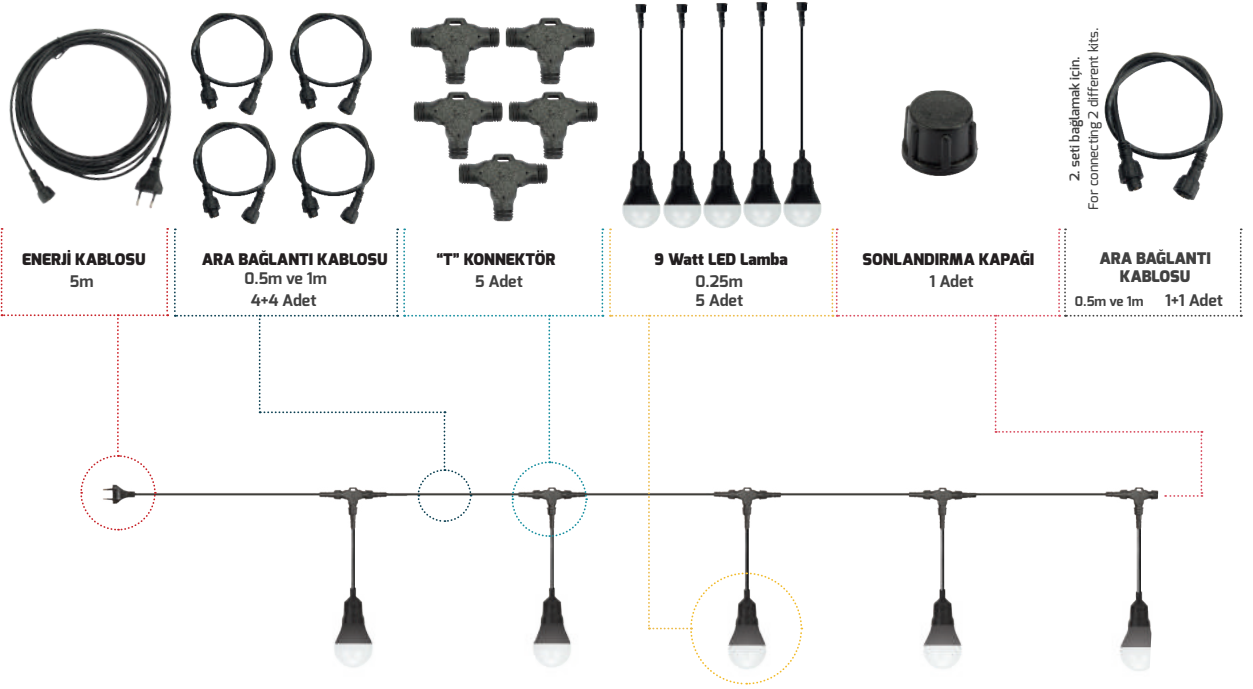 2. seti bağlamak için.
For connecting 2 different kits.
ENERJİ KABLOSU
5m
ARA BAĞLANTI KABLOSU
0.5m ve 1m
4+4 Adet
“T” KONNEKTÖR
5 Adet
9 Watt LED Lamba
0.25m
5 Adet
SONLANDIRMA KAPAĞI
1 Adet
ARA BAĞLANTI
KABLOSU
0.5m ve 1m 1+1 Adet